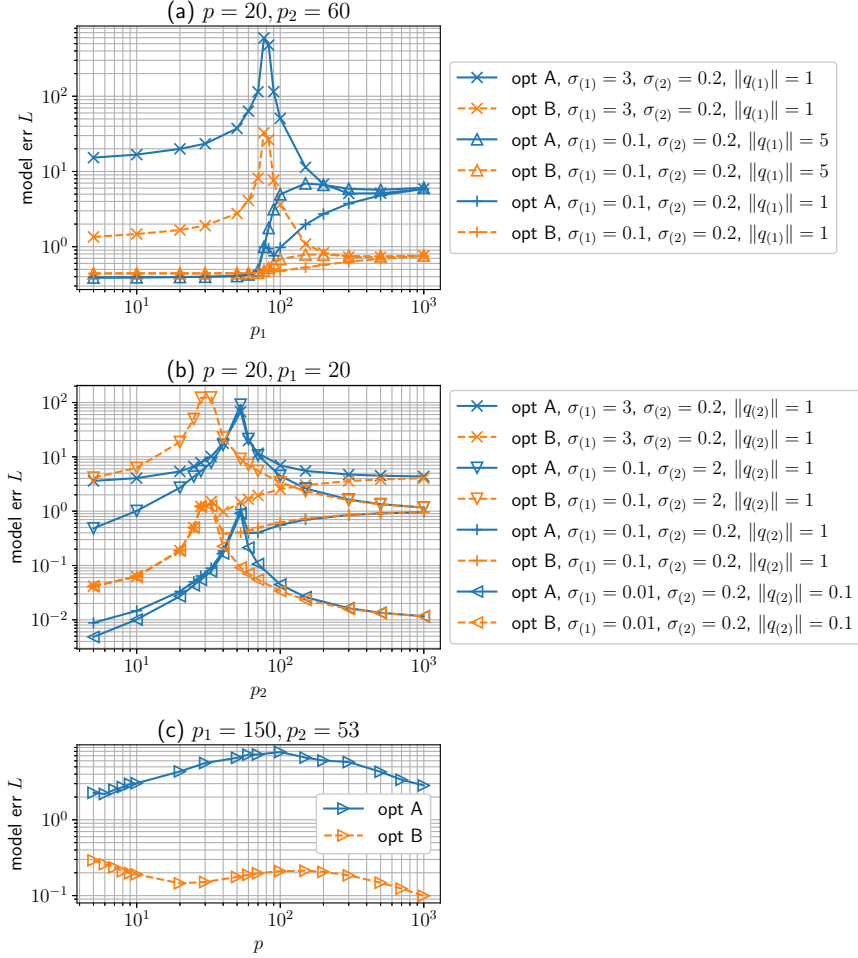 (a) p = 20, p₂ = 60
model err L
10²
10¹
10⁰
10¹ 10² 10³
p₁
opt A, σ₍₁₎ = 3, σ₍₂₎ = 0.2, ‖q₍₁₎‖ = 1
opt B, σ₍₁₎ = 3, σ₍₂₎ = 0.2, ‖q₍₁₎‖ = 1
opt A, σ₍₁₎ = 0.1, σ₍₂₎ = 0.2, ‖q₍₁₎‖ = 5
opt B, σ₍₁₎ = 0.1, σ₍₂₎ = 0.2, ‖q₍₁₎‖ = 5
opt A, σ₍₁₎ = 0.1, σ₍₂₎ = 0.2, ‖q₍₁₎‖ = 1
opt B, σ₍₁₎ = 0.1, σ₍₂₎ = 0.2, ‖q₍₁₎‖ = 1
(b) p = 20, p₁ = 20
model err L
10²
10¹
10⁰
10⁻¹
10⁻²
10¹ 10² 10³
p₂
opt A, σ₍₁₎ = 3, σ₍₂₎ = 0.2, ‖q₍₂₎‖ = 1
opt B, σ₍₁₎ = 3, σ₍₂₎ = 0.2, ‖q₍₂₎‖ = 1
opt A, σ₍₁₎ = 0.1, σ₍₂₎ = 2, ‖q₍₂₎‖ = 1
opt B, σ₍₁₎ = 0.1, σ₍₂₎ = 2, ‖q₍₂₎‖ = 1
opt A, σ₍₁₎ = 0.1, σ₍₂₎ = 0.2, ‖q₍₂₎‖ = 1
opt B, σ₍₁₎ = 0.1, σ₍₂₎ = 0.2, ‖q₍₂₎‖ = 1
opt A, σ₍₁₎ = 0.01, σ₍₂₎ = 0.2, ‖q₍₂₎‖ = 0.1
opt B, σ₍₁₎ = 0.01, σ₍₂₎ = 0.2, ‖q₍₂₎‖ = 0.1
(c) p₁ = 150, p₂ = 53
model err L
10⁰
10⁻¹
opt A
opt B
10¹ 10² 10³
p